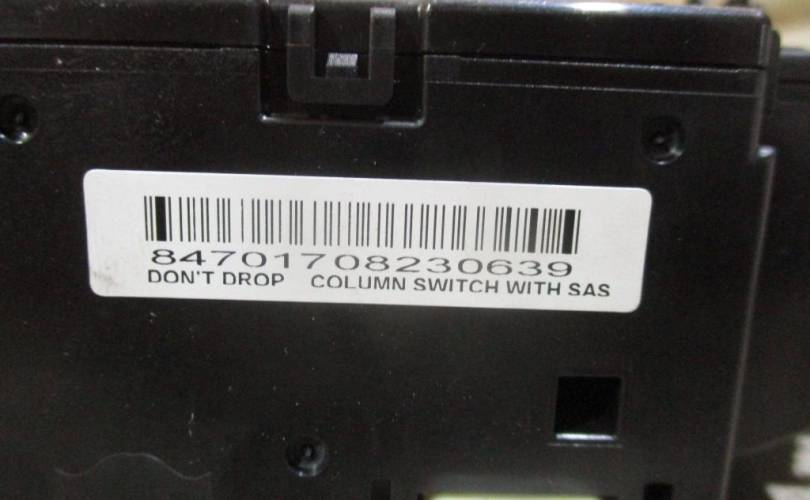 84701708230639
DON'T DROP COLUMN SWITCH WITH SAS